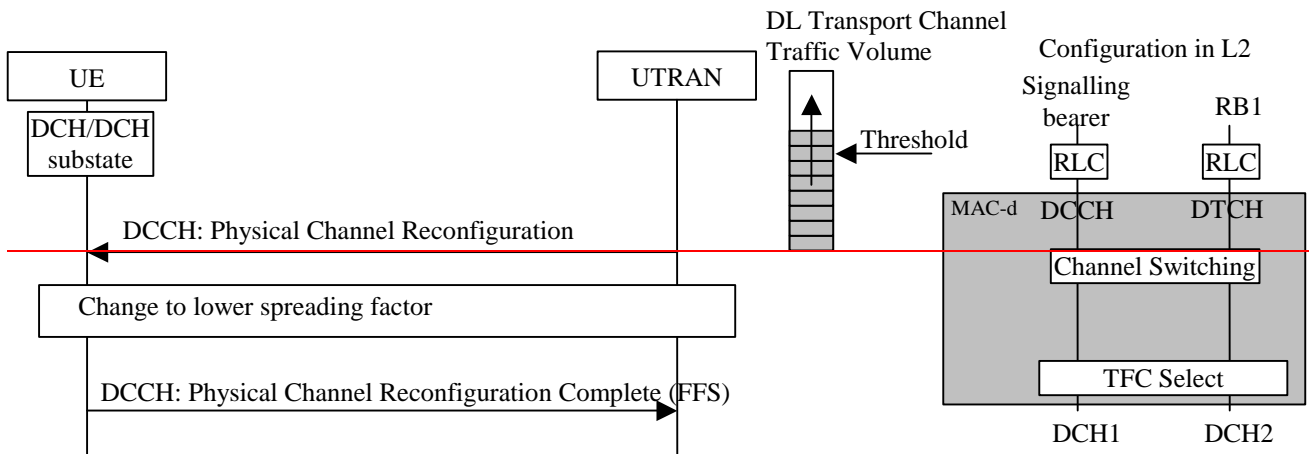 DL Transport Channel
Traffic Volume
Configuration in L2
UE
UTRAN
Signalling
bearer
RB1
DCH/DCH
substate
Threshold
RLC
RLC
MAC-d
DCCH
DTCH
DCCH: Physical Channel Reconfiguration
Channel Switching
Change to lower spreading factor
TFC Select
DCCH: Physical Channel Reconfiguration Complete (FFS)
DCH1
DCH2